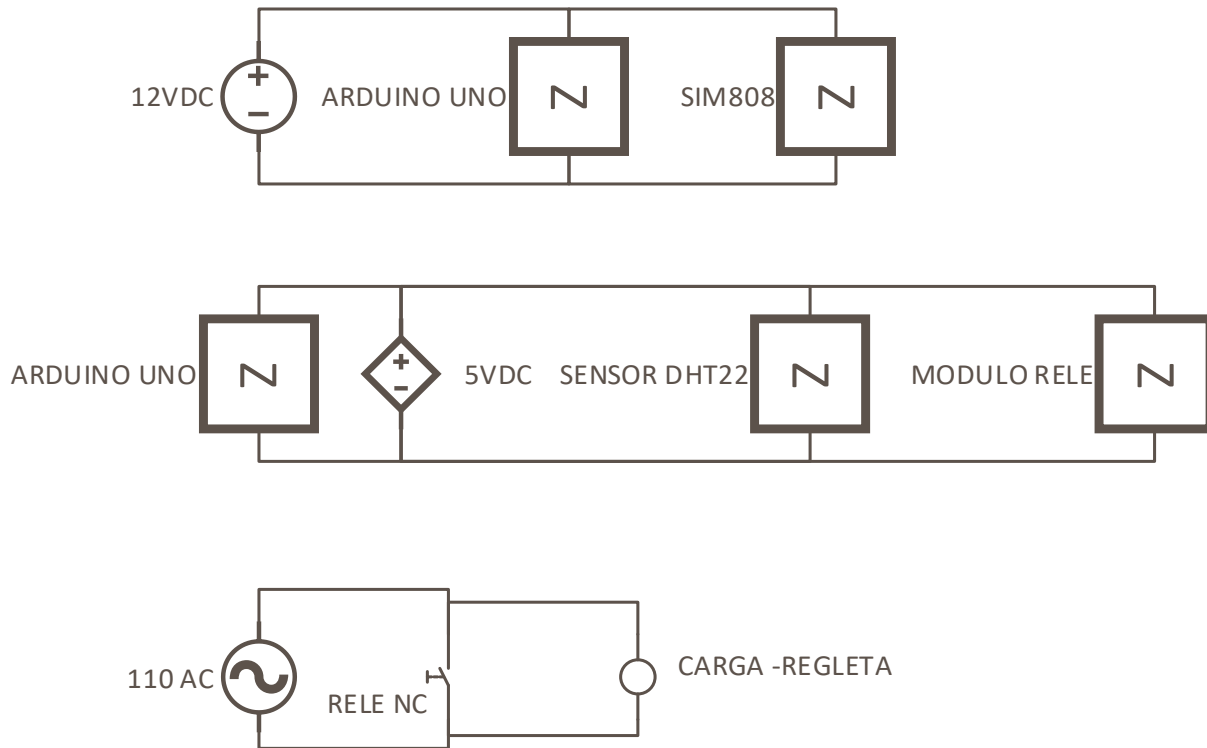 12VDC
ARDUINO UNO
SIM808
ARDUINO UNO
5VDC
SENSOR DHT22
MODULO RELE
110 AC
RELE NC
CARGA -REGLETA